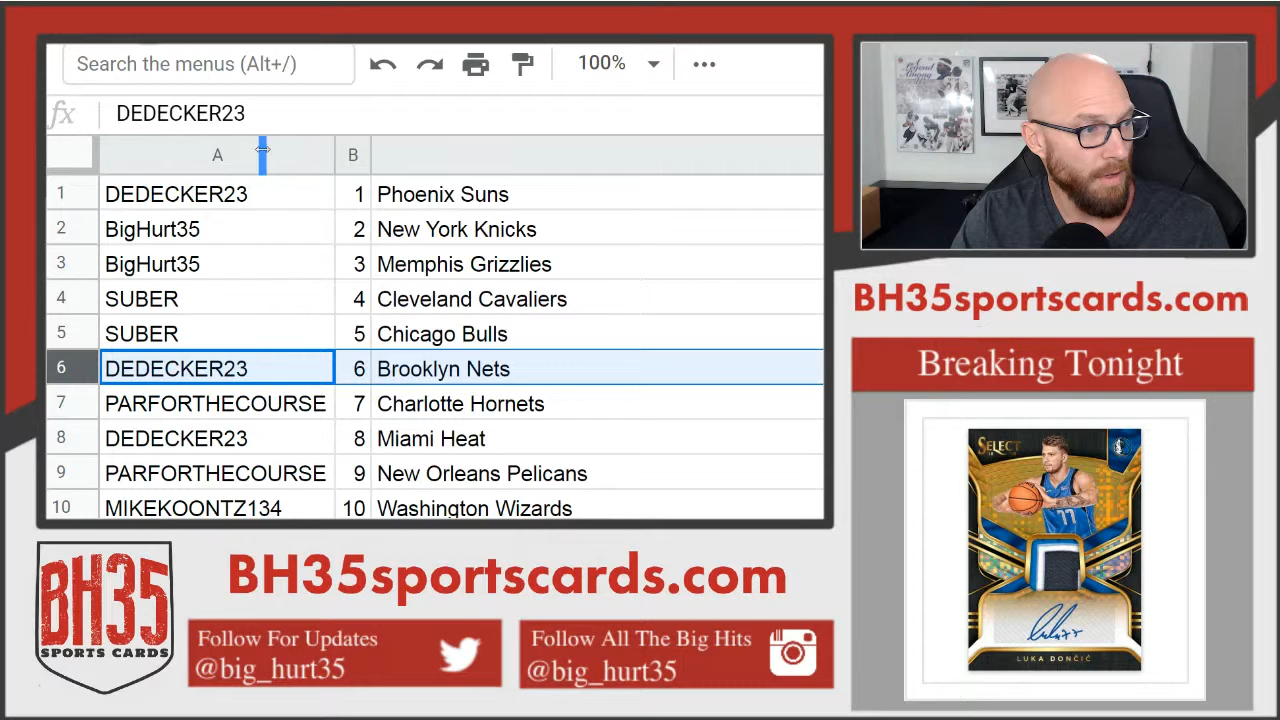 Search the menus (Alt+/)
100%
fx
DEDECKER23
A
B
1 DEDECKER23 1 Phoenix Suns
2 BigHurt35 2 New York Knicks
3 BigHurt35 3 Memphis Grizzlies
4 SUBER 4 Cleveland Cavaliers
5 SUBER 5 Chicago Bulls
6 DEDECKER23 6 Brooklyn Nets
7 PARFORTHECOURSE 7 Charlotte Hornets
8 DEDECKER23 8 Miami Heat
9 PARFORTHECOURSE 9 New Orleans Pelicans
10 MIKEKOONTZ134 10 Washington Wizards
BH35sportscards.com
Breaking Tonight
SELECT
77
LUKA DONČIĆ
BH35
SPORTS CARDS
BH35sportscards.com
Follow For Updates
@big_hurt35
Follow All The Big Hits
@big_hurt35